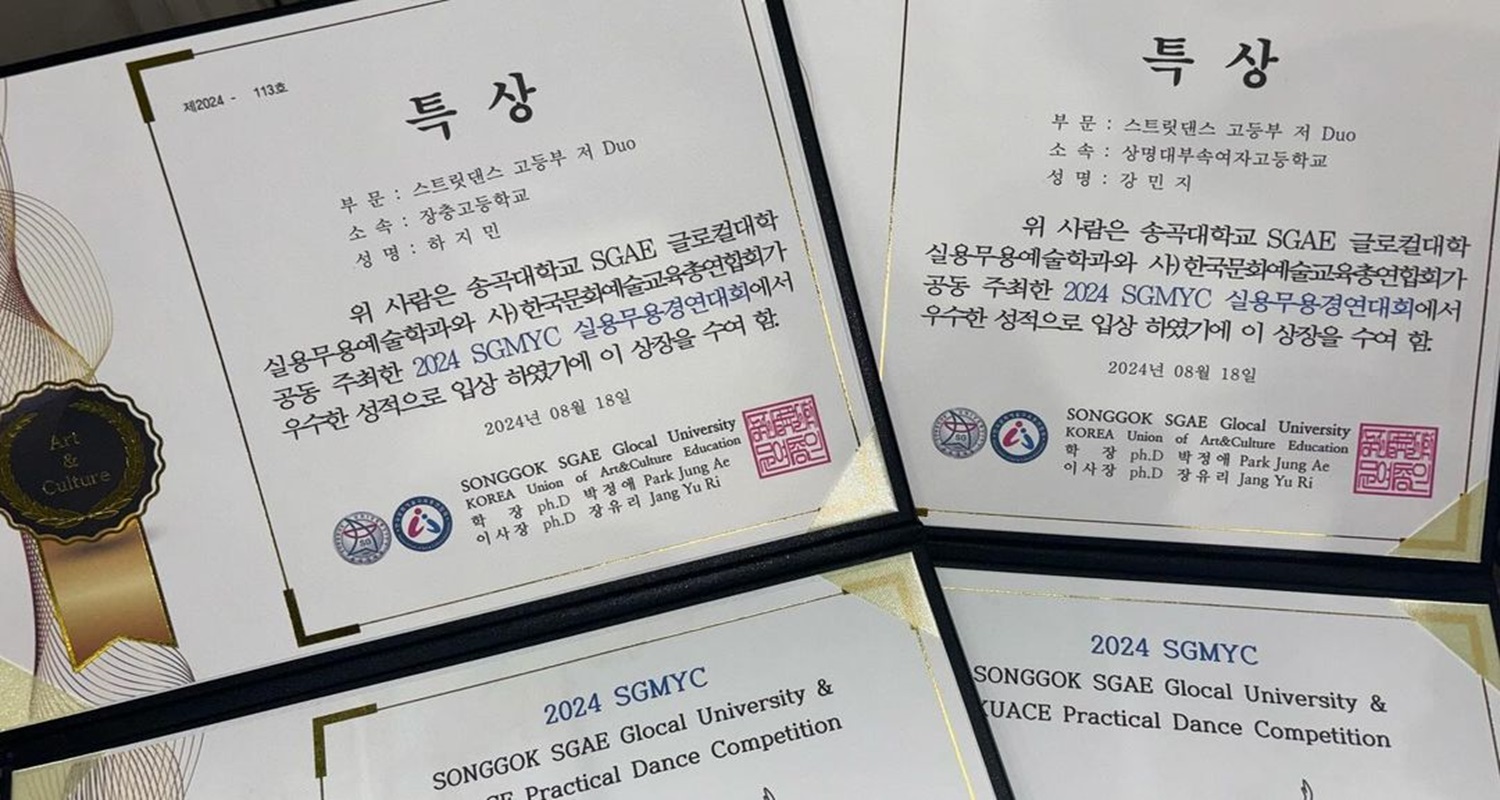 제2024 - 113호
특 상
부 문 : 스트릿댄스 고등부 저 Duo
소 속 : 장충고등학교
성 명 : 하 지 민
위 사람은 송곡대학교 SGAE 글로컬대학
실용무용예술학과와 사)한국문화예술교육총연합회가
공동 주최한 2024 SGMYC 실용무용경연대회에서
우수한 성적으로 입상 하였기에 이 상장을 수여 함.
2024년 08월 18일
SONGGOK SGAE Glocal University
KOREA Union of Art&Culture Education
학 장 ph.D 박정애 Park Jung Ae
이사장 ph.D 장유리 Jang Yu Ri
SG
Art
&
Culture
특 상
부 문 : 스트릿댄스 고등부 저 Duo
소 속 : 상명대부속여자고등학교
성 명 : 강 민 지
위 사람은 송곡대학교 SGAE 글로컬대학
실용무용예술학과와 사)한국문화예술교육총연합회가
공동 주최한 2024 SGMYC 실용무용경연대회에서
우수한 성적으로 입상 하였기에 이 상장을 수여 함.
2024년 08월 18일
SONGGOK SGAE Glocal University
KOREA Union of Art&Culture Education
학 장 ph.D 박정애 Park Jung Ae
이사장 ph.D 장유리 Jang Yu Ri
SG
2024 SGMYC
SONGGOK SGAE Glocal University &
CE Practical Dance Competition
2024 SGMYC
SONGGOK SGAE Glocal University &
KUACE Practical Dance Competition